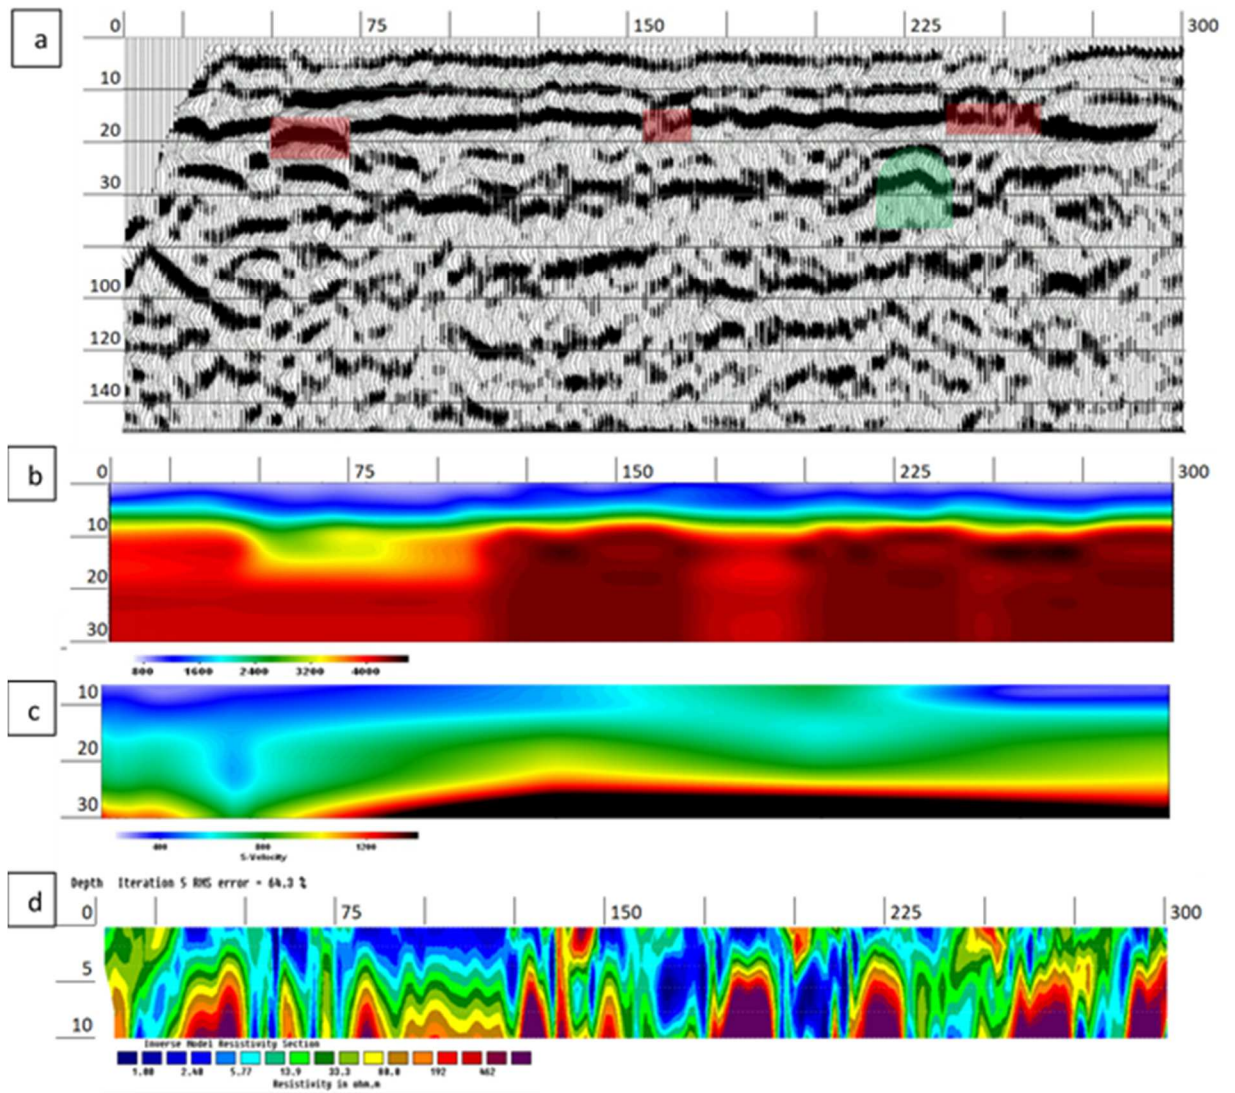 a
0 75 150 225 300
10
20
30
100
120
140
b
0 75 150 225 300
10
20
30
800 1600 2400 3200 4000
c
10
20
30
400 800 1200
S-Velocity
d
Depth Iteration 5 RMS error = 64.3 %
0 75 150 225 300
5
10
Inverse Model Resistivity Section
1.00 2.40 5.77 13.9 33.3 80.0 192 462
Resistivity in ohm.m